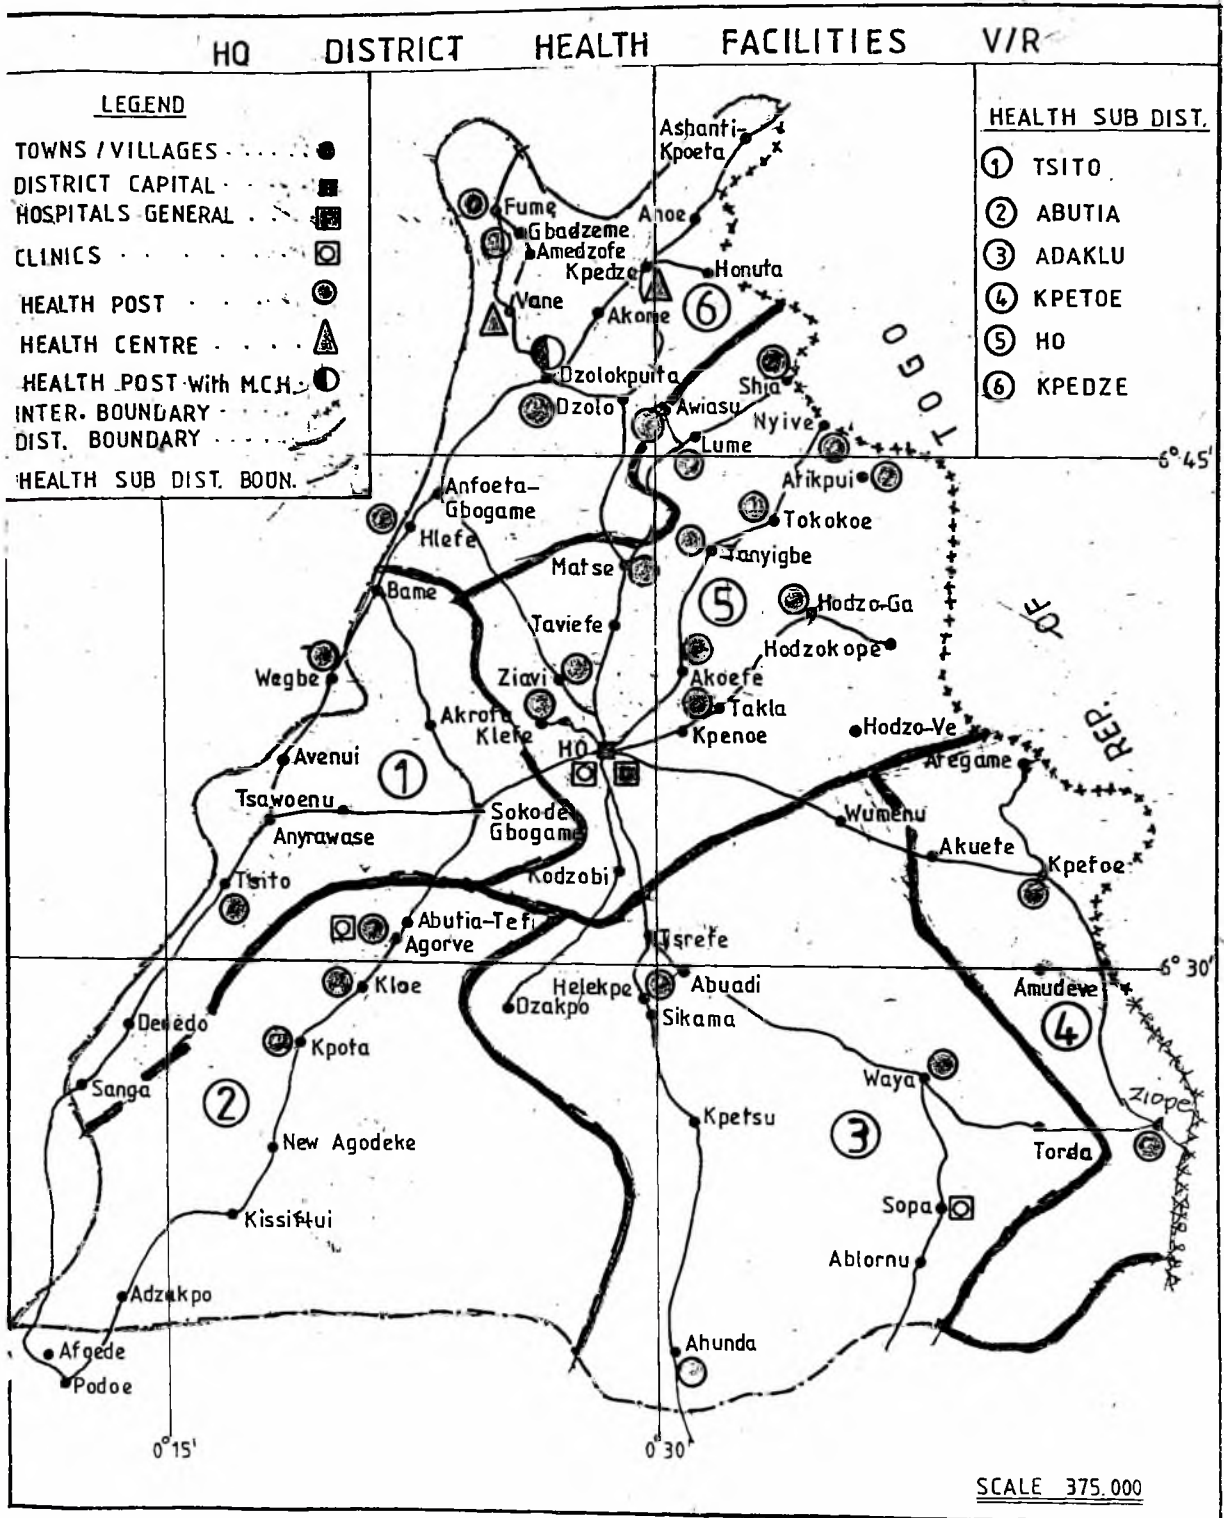 HO DISTRICT HEALTH FACILITIES V/R
LEGEND
TOWNS / VILLAGES
DISTRICT CAPITAL
HOSPITALS GENERAL
CLINICS
HEALTH POST
HEALTH CENTRE
HEALTH POST With M.C.H.
INTER. BOUNDARY
DIST. BOUNDARY
HEALTH SUB DIST. BOUN.
HEALTH SUB DIST.
1 TSITO
2 ABUTIA
3 ADAKLU
4 KPETOE
5 HO
6 KPEDZE
Ashanti-
Kpoeta
Fume
Ahoe
Gbadzeme
Amedzofe
Kpedze
Honuta
Vane
Akome
6
Dzolokpuita
Shia
Dzolo
Awiasu
Nyive
Lume
TOGO
6°45'
Atikpui
Anfoeta-
Gbogame
Tokokoe
Hlefe
Tanyigbe
Matse
Bame
5
Hodzo-Ga
OF
Taviefe
Hodzokope
Wegbe
Ziavi
Akoefe
Takla
Akrofu
Klefe
Kpenoe
Hodzo-Ve
REP.
HO
Avenui
Aregame
1
Tsawoenu
Sokode
Gbogame
Wumenu
Anyrawase
Akuete
Kpetoe
Tsito
Kodzobi
Abutia-Teti
Agorve
Tsrefe
6°30'
Kloe
Helekpe
Abuadi
Amudeve
Dzakpo
Sikama
Dededo
4
Kpota
Waya
Sanga
2
Kpetsu
3
Ziope
New Agodeke
Torda
Sopa
Kissiflui
Ablornu
Adzakpo
Ahunda
Afgede
Podoe
0°15'
0°30'
SCALE 375.000